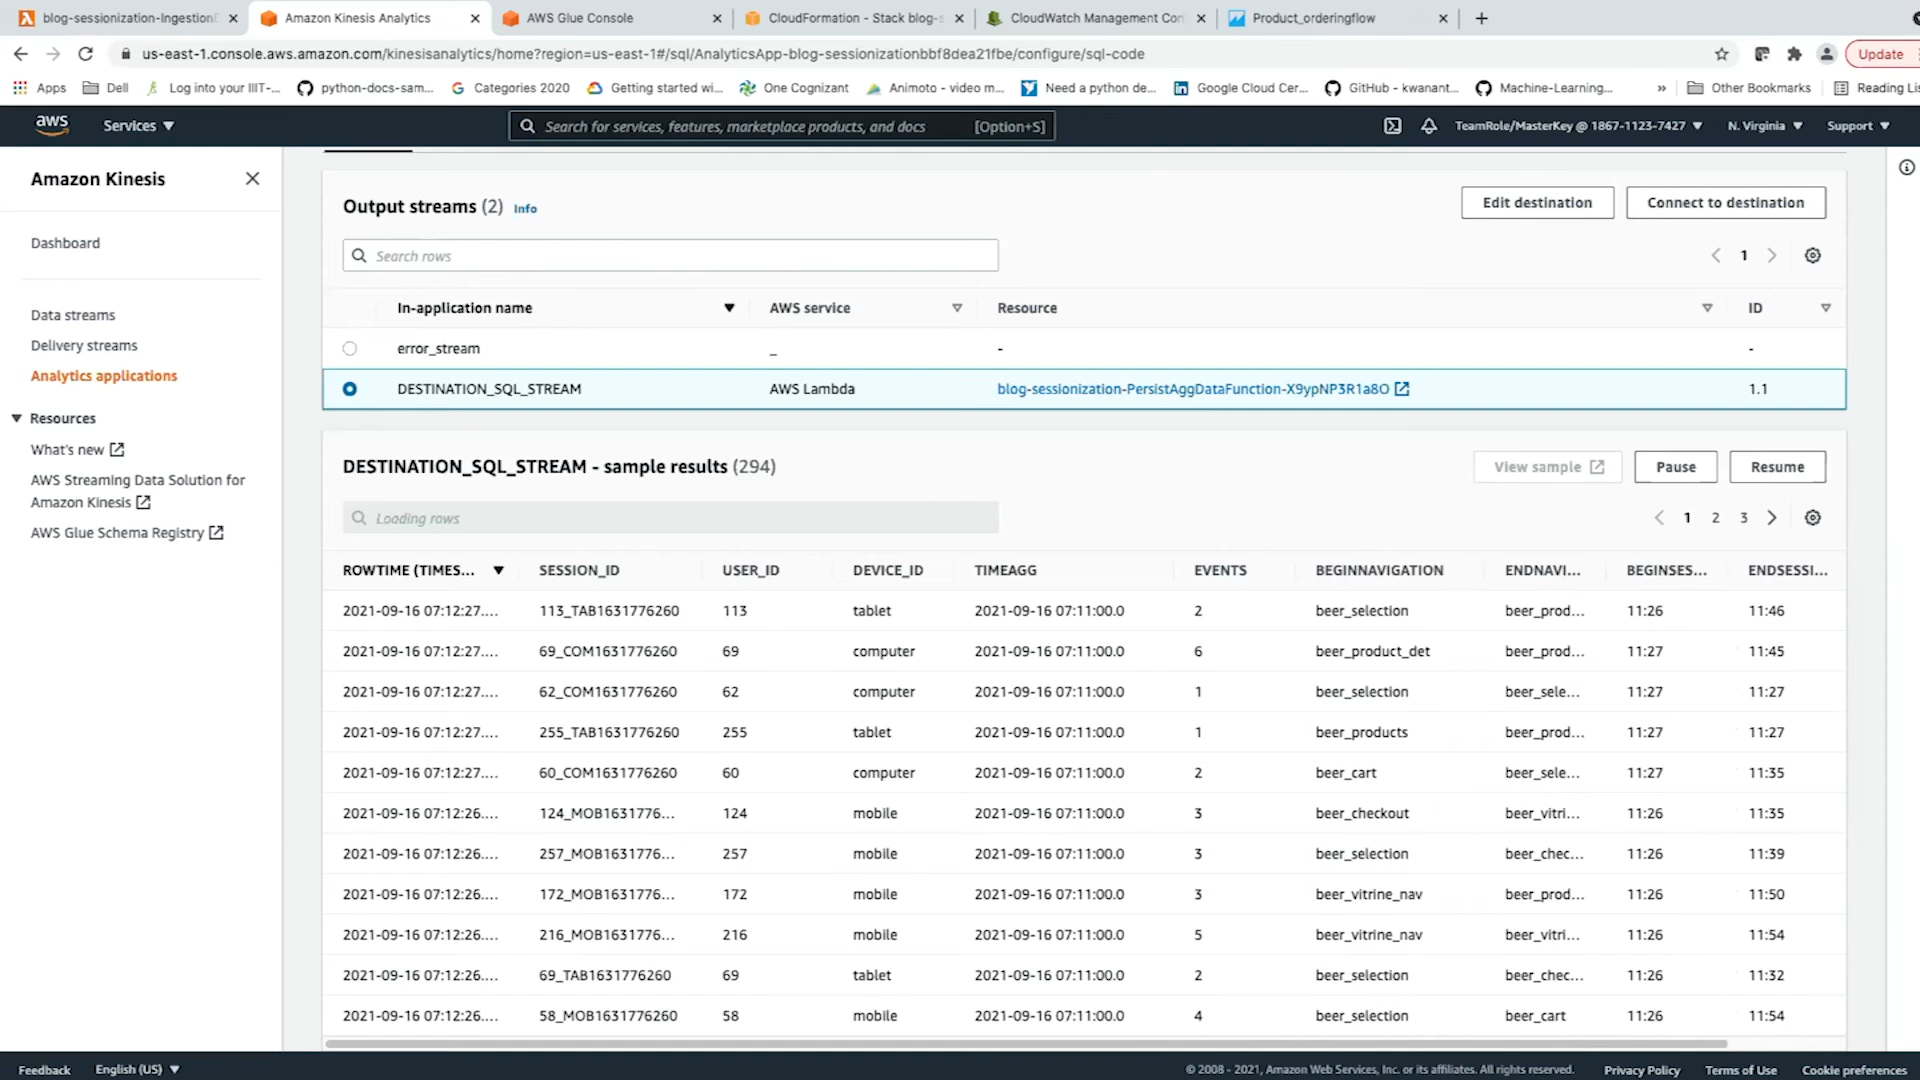 blog-sessionization-IngestionD
Amazon Kinesis Analytics
AWS Glue Console
CloudFormation - Stack blog-s
CloudWatch Management Con
Product_orderingflow
us-east-1.console.aws.amazon.com/kinesisanalytics/home?region=us-east-1#/sql/AnalyticsApp-blog-sessionizationbbf8dea21fbe/configure/sql-code
Update
Apps Dell Log into your IIIT-... python-docs-sam... Categories 2020 Getting started wi... One Cognizant Animoto - video m... Need a python de... Google Cloud Cer... GitHub - kwanant... Machine-Learning... » Other Bookmarks Reading Lis
aws Services Search for services, features, marketplace products, and docs [Option+S] TeamRole/MasterKey @ 1867-1123-7427 N. Virginia Support
Amazon Kinesis
Dashboard
Data streams
Delivery streams
Analytics applications
Resources
What's new
AWS Streaming Data Solution for
Amazon Kinesis
AWS Glue Schema Registry
Output streams (2) Info
Edit destination Connect to destination
Search rows
1
In-application name AWS service Resource ID
error_stream _ - -
DESTINATION_SQL_STREAM AWS Lambda blog-sessionization-PersistAggDataFunction-X9ypNP3R1a8O 1.1
DESTINATION_SQL_STREAM - sample results (294)
View sample Pause Resume
Loading rows
1 2 3
ROWTIME (TIMES... SESSION_ID USER_ID DEVICE_ID TIMEAGG EVENTS BEGINNAVIGATION ENDNAVI... BEGINSES... ENDSESSI...
2021-09-16 07:12:27.... 113_TAB1631776260 113 tablet 2021-09-16 07:11:00.0 2 beer_selection beer_prod... 11:26 11:46
2021-09-16 07:12:27.... 69_COM1631776260 69 computer 2021-09-16 07:11:00.0 6 beer_product_det beer_prod... 11:27 11:45
2021-09-16 07:12:27.... 62_COM1631776260 62 computer 2021-09-16 07:11:00.0 1 beer_selection beer_sele... 11:27 11:27
2021-09-16 07:12:27.... 255_TAB1631776260 255 tablet 2021-09-16 07:11:00.0 1 beer_products beer_prod... 11:27 11:27
2021-09-16 07:12:27.... 60_COM1631776260 60 computer 2021-09-16 07:11:00.0 2 beer_cart beer_sele... 11:27 11:35
2021-09-16 07:12:26.... 124_MOB1631776... 124 mobile 2021-09-16 07:11:00.0 3 beer_checkout beer_vitri... 11:26 11:35
2021-09-16 07:12:26.... 257_MOB1631776... 257 mobile 2021-09-16 07:11:00.0 3 beer_selection beer_chec... 11:26 11:39
2021-09-16 07:12:26.... 172_MOB1631776... 172 mobile 2021-09-16 07:11:00.0 3 beer_vitrine_nav beer_prod... 11:26 11:50
2021-09-16 07:12:26.... 216_MOB1631776... 216 mobile 2021-09-16 07:11:00.0 5 beer_vitrine_nav beer_vitri... 11:26 11:54
2021-09-16 07:12:26.... 69_TAB1631776260 69 tablet 2021-09-16 07:11:00.0 2 beer_selection beer_chec... 11:26 11:32
2021-09-16 07:12:26.... 58_MOB1631776260 58 mobile 2021-09-16 07:11:00.0 4 beer_selection beer_cart 11:26 11:54
Feedback English (US) © 2008 - 2021, Amazon Web Services, Inc. or its affiliates. All rights reserved. Privacy Policy Terms of Use Cookie preferences